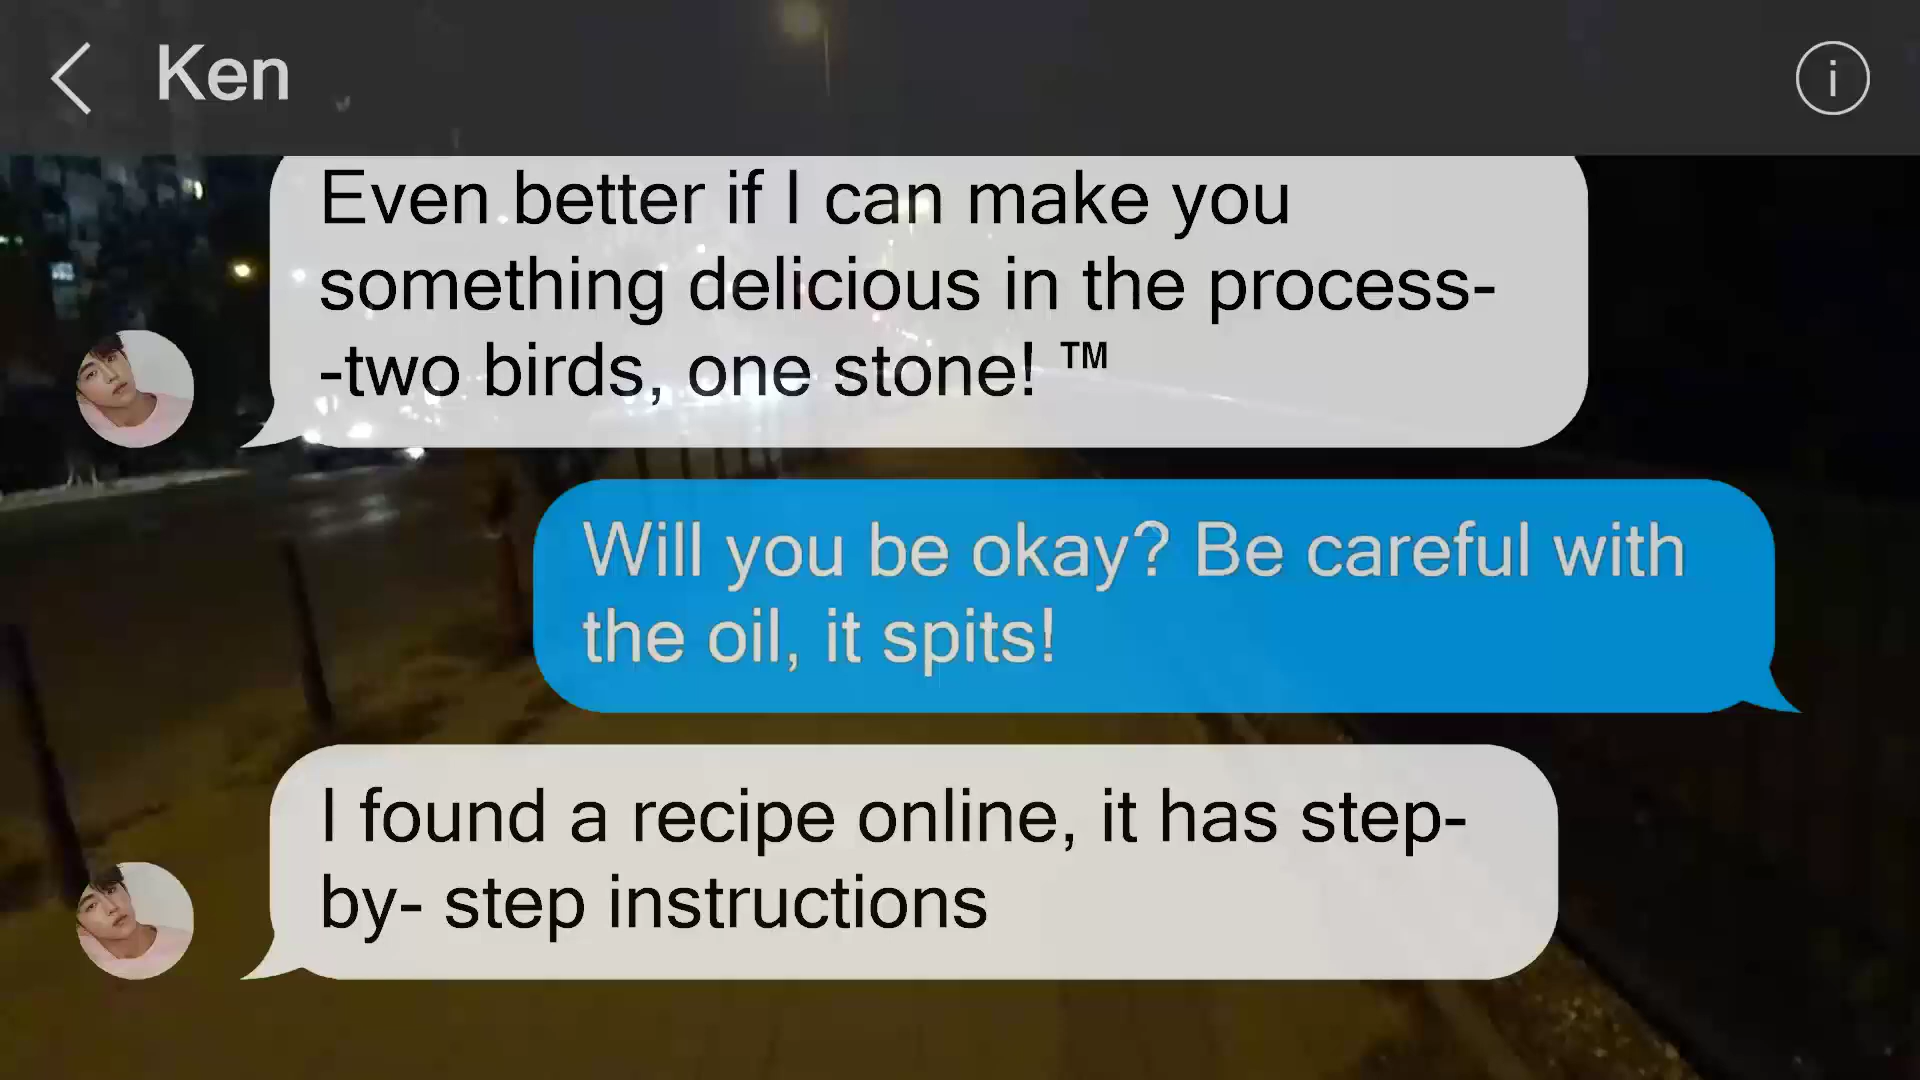 Ken
Even better if I can make you
something delicious in the process-
-two birds, one stone! ™
Will you be okay? Be careful with
the oil, it spits!
I found a recipe online, it has step-
by- step instructions